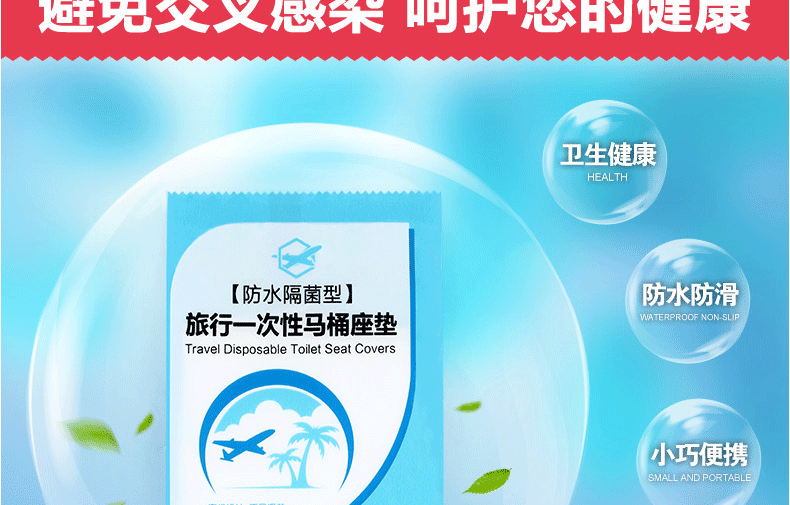 避免交叉感染 呵护您的健康
卫生健康
HEALTH
【防水隔菌型】
旅行一次性马桶座垫
Travel Disposable Toilet Seat Covers
防水防滑
WATERPROOF NON-SLIP
小巧便携
SMALL AND PORTABLE